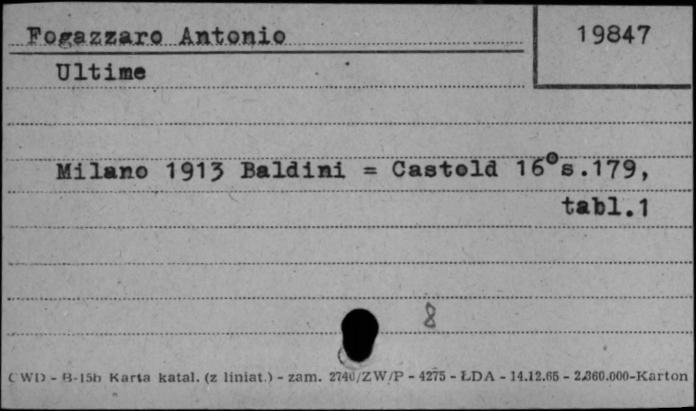 Fogazzaro Antonio
19847
Ultime
Milano 1913 Baldini = Castold 16° s.179,
tabl.1
8
CWD - B-15b Karta katal. (z liniat.) - zam. 2740/ZW/P - 4275 - ŁDA - 14.12.65 - 2.360.000-Karton